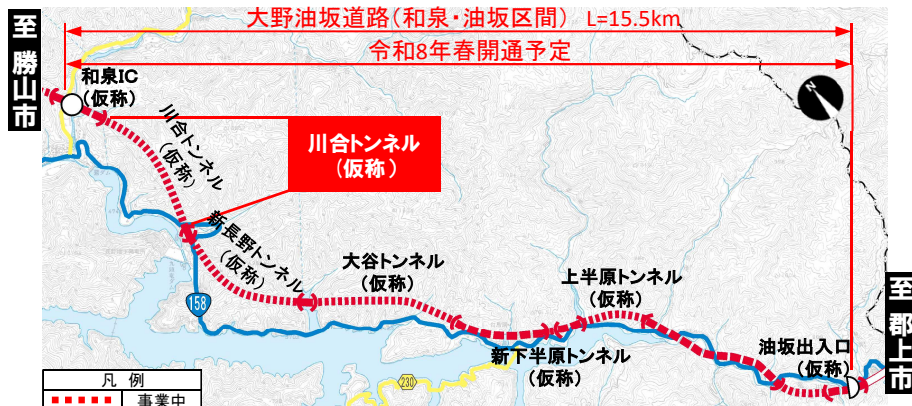 大野油坂道路(和泉・油坂区間) L=15.5km
令和8年春開通予定
至 勝山市
和泉IC
(仮称)
川合トンネル
(仮称)
川合トンネル
(仮称)
新長野トンネル
(仮称)
大谷トンネル
(仮称)
上半原トンネル
(仮称)
158
新下半原トンネル
(仮称)
油坂出入口
(仮称)
至 郡上市
230
凡 例
事業中